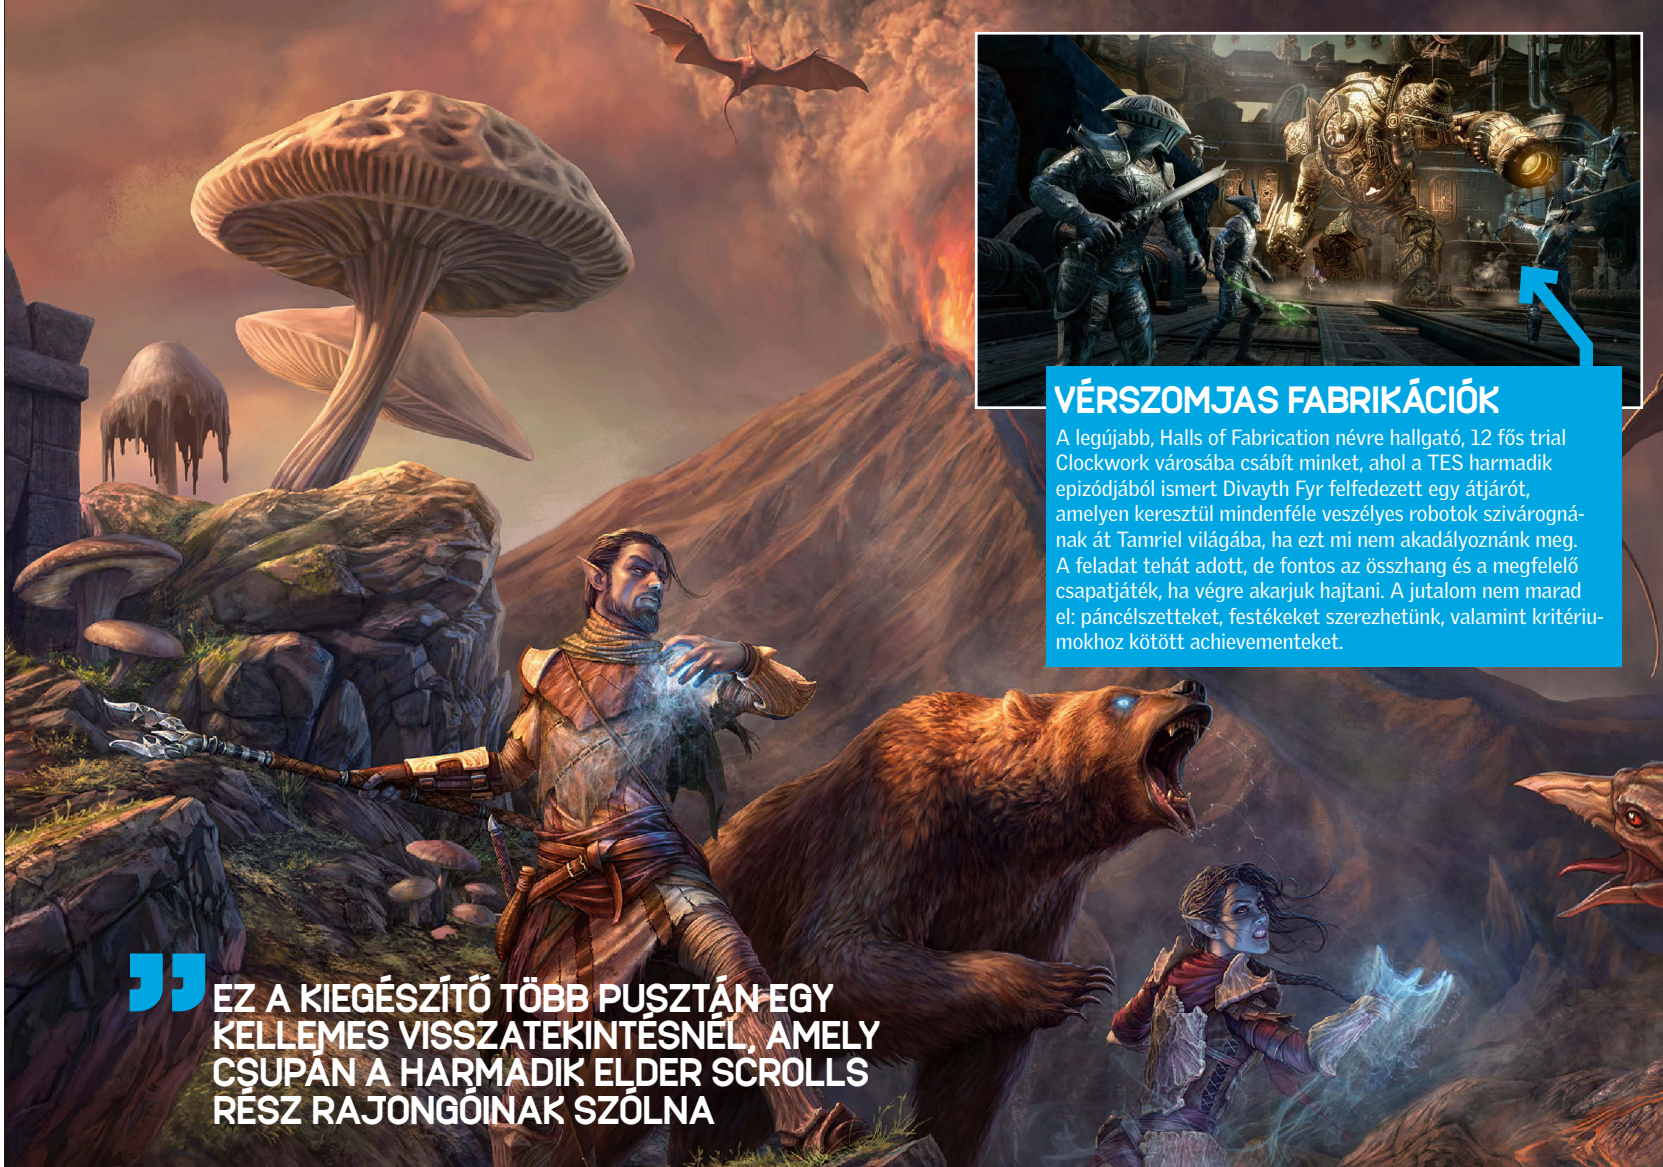 VÉRSZOMJAS FABRIKÁCIÓK
A legújabb, Halls of Fabrication névre hallgató, 12 fős trial
Clockwork városába csábít minket, ahol a TES harmadik
epizódjából ismert Divayth Fyr felfedezett egy átjárót,
amelyen keresztül mindenféle veszélyes robotok szivárogná-
nak át Tamriel világába, ha ezt mi nem akadályoznánk meg.
A feladat tehát adott, de fontos az összhang és a megfelelő
csapatjáték, ha végre akarjuk hajtani. A jutalom nem marad
el: páncélszetteket, festékeket szerezhetünk, valamint kritériu-
mokhoz kötött achievementeket.
" EZ A KIEGÉSZÍTŐ TÖBB PUSZTÁN EGY
KELLEMES VISSZATEKINTÉSNÉL, AMELY
CSUPÁN A HARMADIK ELDER SCROLLS
RÉSZ RAJONGÓINAK SZÓLNA